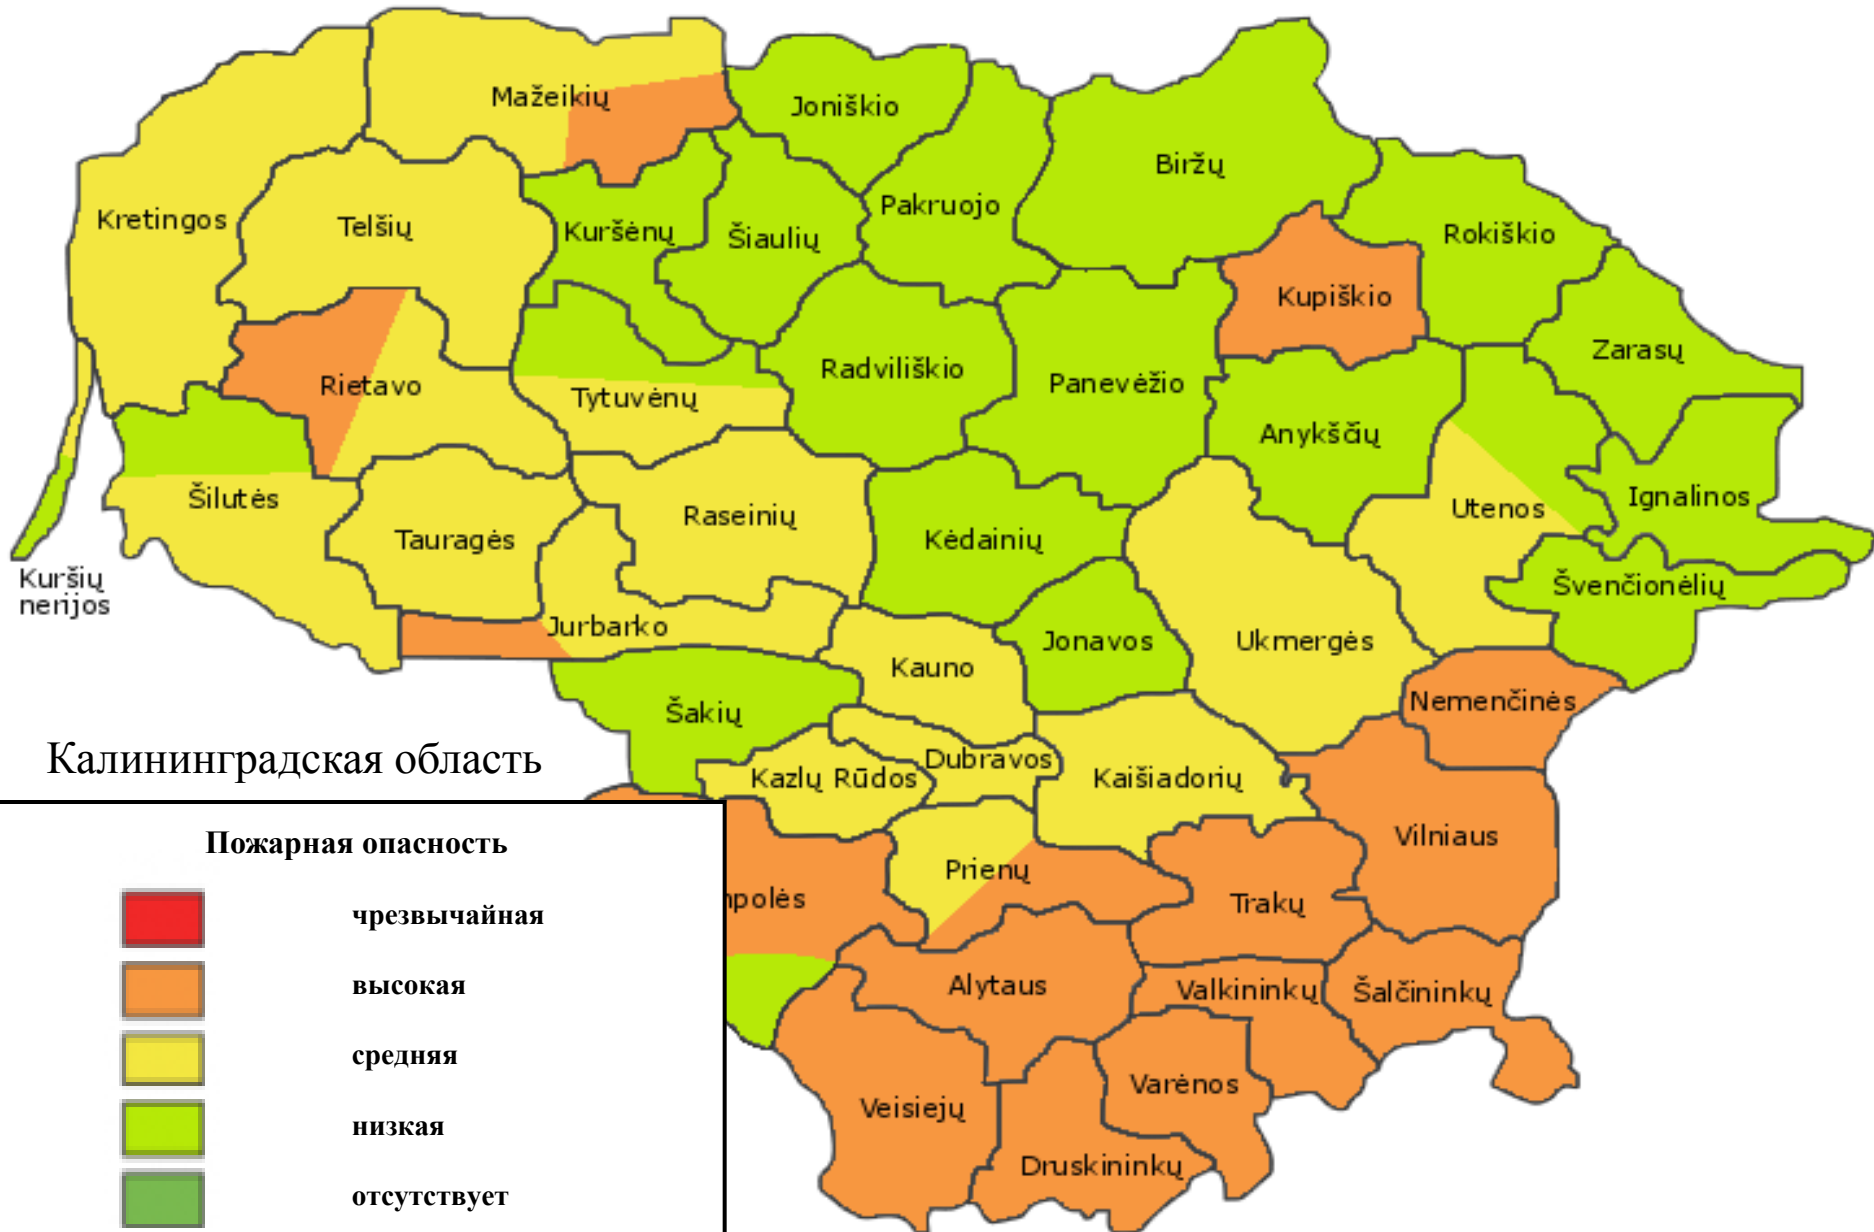 Mažeikių
Joniškio
Biržų
Kretingos
Telšių
Kuršėnų
Šiaulių
Pakruojo
Rokiškio
Kupiškio
Rietavo
Tytuvėnų
Radviliškio
Panevėžio
Zarasų
Anykščių
Šilutės
Tauragės
Raseinių
Kėdainių
Utenos
Ignalinos
Kuršių
nerijos
Švenčionėlių
Jurbarko
Kauno
Jonavos
Ukmergės
Šakių
Nemenčinės
Калининградская область
Kazlų Rūdos
Dubravos
Kaišiadorių
Vilniaus
Prienų
Trakų
polės
Alytaus
Valkininkų
Šalčininkų
Veisiejų
Varėnos
Druskininkų
Пожарная опасность
чрезвычайная
высокая
средняя
низкая
отсутствует